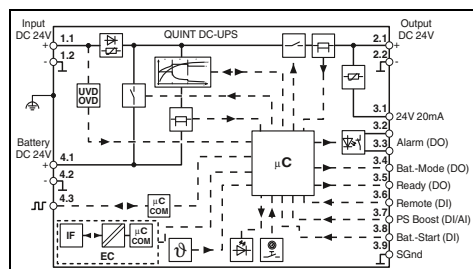 Input
DC 24V
QUINT DC-UPS
Output
DC 24V
1.1
+
-
1.2
2.1
+
-
2.2
UVD
OVD
3.1
24V 20mA
3.2
Alarm (DO)
3.3
Battery
DC 24V
4.1
+
-
4.2
4.3
µC
3.4
Bat.-Mode (DO)
3.5
Ready (DO)
3.6
Remote (DI)
3.7
PS Boost (DI/AI)
3.8
Bat.-Start (DI)
3.9
SGnd
µC
COM
IF
µC
COM
EC
ϑ